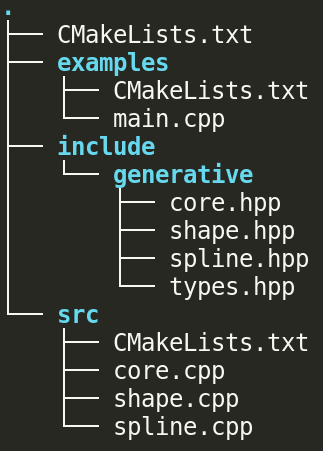 .
├── CMakeLists.txt
├── examples
│   ├── CMakeLists.txt
│   └── main.cpp
├── include
│   └── generative
│       ├── core.hpp
│       ├── shape.hpp
│       ├── spline.hpp
│       └── types.hpp
└── src
    ├── CMakeLists.txt
    ├── core.cpp
    ├── shape.cpp
    └── spline.cpp